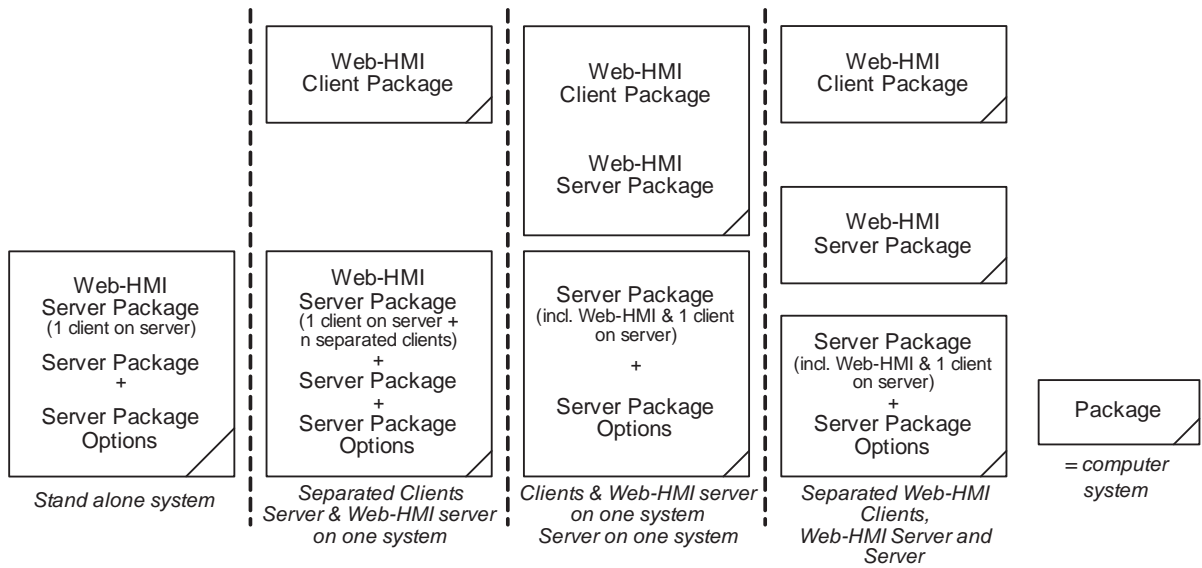 Web-HMI
Server Package
(1 client on server)
Server Package
+
Server Package
Options
Stand alone system
Web-HMI
Client Package
Web-HMI
Server Package
(1 client on server +
n separated clients)
+
Server Package
+
Server Package
Options
Separated Clients
Server & Web-HMI server
on one system
Web-HMI
Client Package
Web-HMI
Server Package
Server Package
(incl. Web-HMI & 1 client
on server)
+
Server Package
Options
Clients & Web-HMI server
on one system
Server on one system
Web-HMI
Client Package
Web-HMI
Server Package
Server Package
(incl. Web-HMI & 1 client
on server)
+
Server Package
Options
Separated Web-HMI
Clients,
Web-HMI Server and
Server
Package
= computer
system